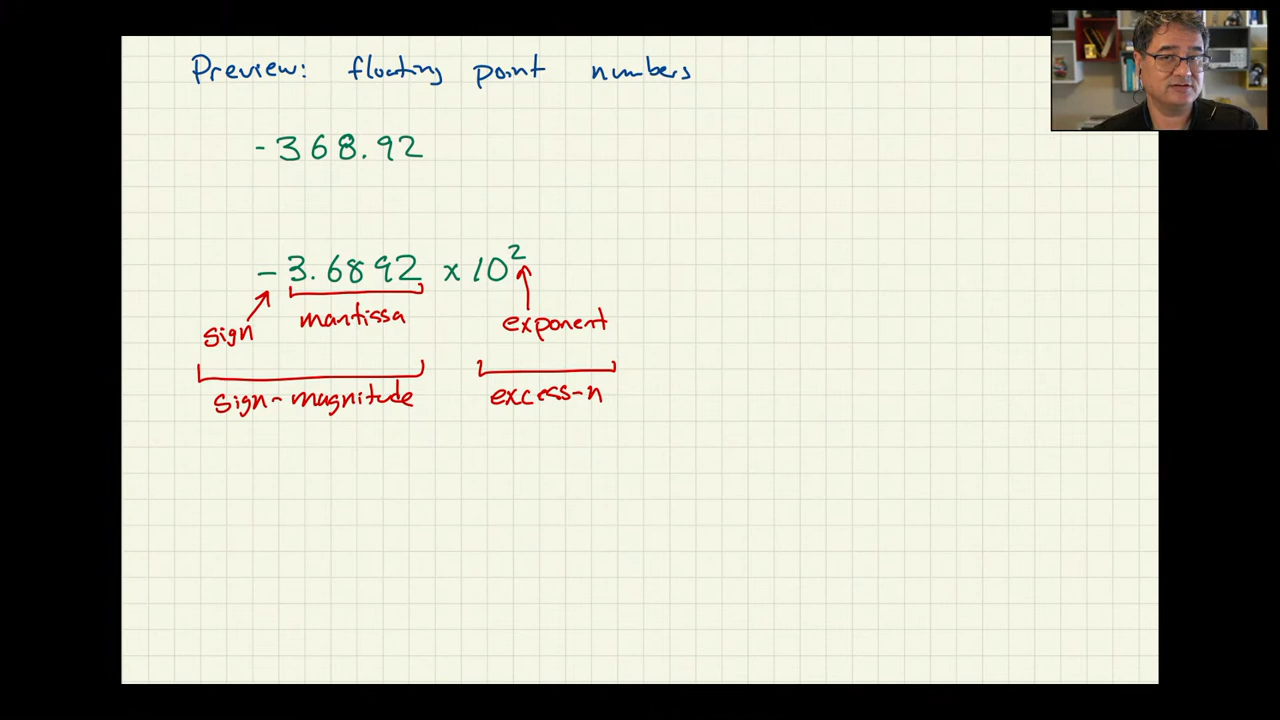 Preview: floating point numbers
-368.92
- 3.6892 x 10²
sign mantissa exponent
sign-magnitude excess-n